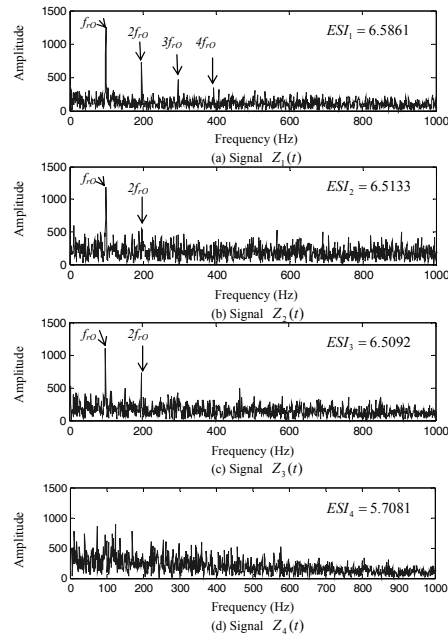 1500
f_rO
2f_rO
3f_rO
4f_rO
ESI_1 = 6.5861
1000
Amplitude
500
0
0 200 400 600 800 1000
Frequency (Hz)
(a) Signal Z_1(t)
1500
f_rO
2f_rO
ESI_2 = 6.5133
1000
Amplitude
500
0
0 200 400 600 800 1000
Frequency (Hz)
(b) Signal Z_2(t)
1500
f_rO
2f_rO
ESI_3 = 6.5092
1000
Amplitude
500
0
0 200 400 600 800 1000
Frequency (Hz)
(c) Signal Z_3(t)
1500
ESI_4 = 5.7081
1000
Amplitude
500
0
0 100 200 300 400 500 600 700 800 900 1000
(d) Signal Z_4(t)